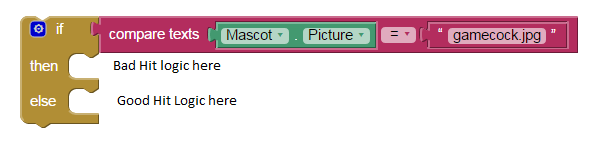 if compare texts Mascot . Picture = “ gamecock.jpg ”
then Bad Hit logic here
else Good Hit Logic here